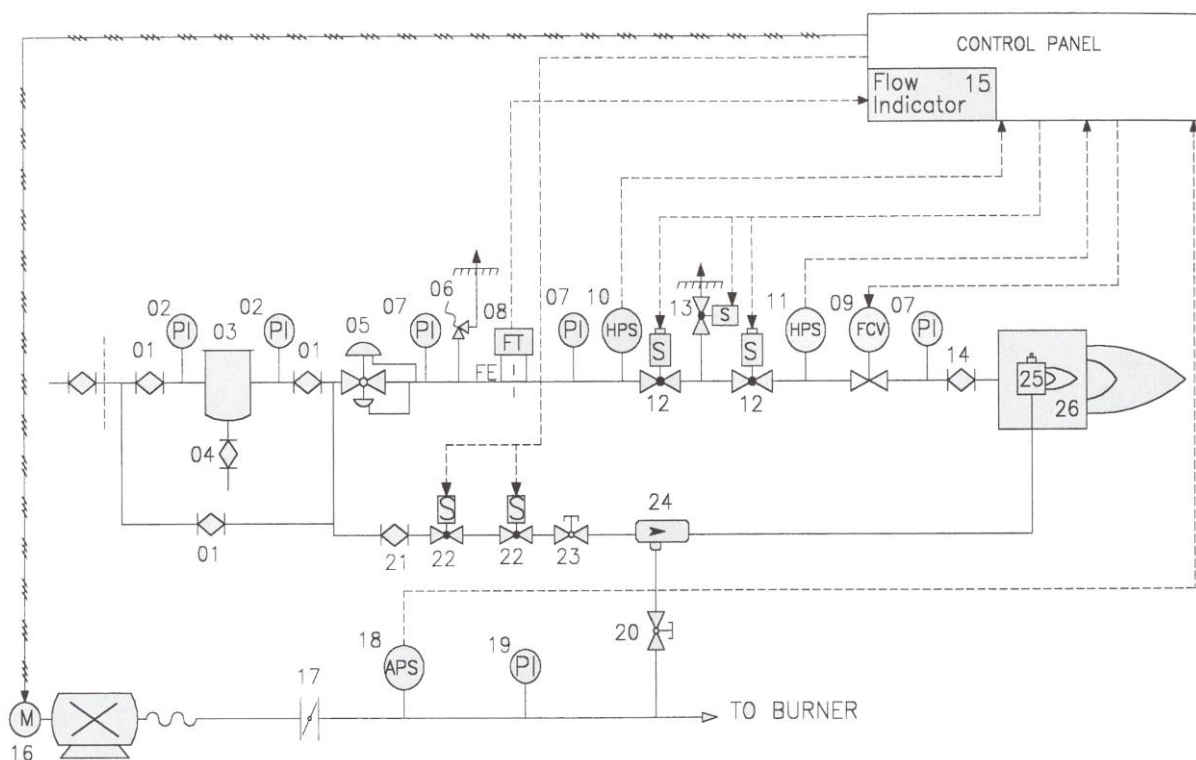 CONTROL PANEL
Flow 15
Indicator
06
02 02 07 08 07 10 13 11 09 07
PI 03 PI 05 PI FT PI HPS S HPS FCV PI
01 01 S S 14
FE 25
12 12 26
04
S S 24
01 21 22 22 23
20
18 19
17 APS PI
M TO BURNER
16